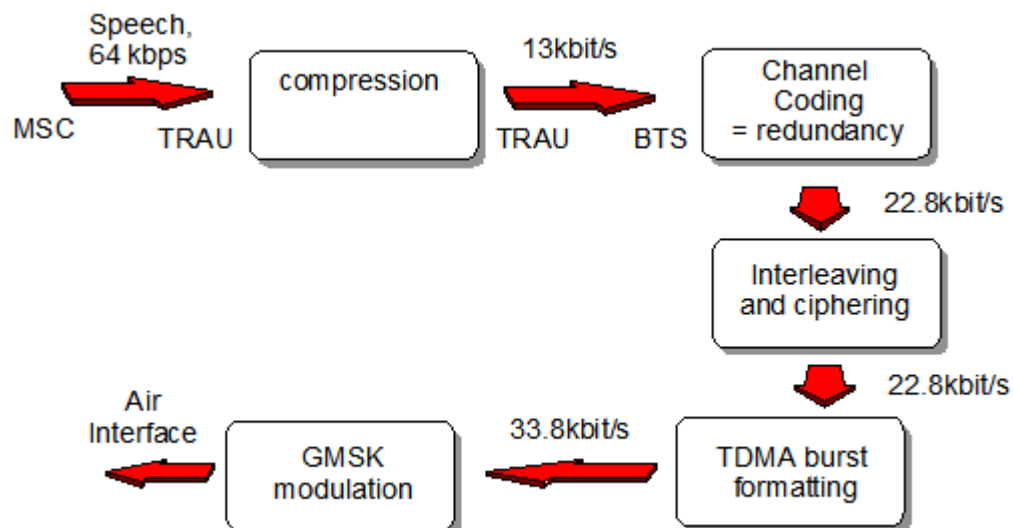 Speech,
64 kbps
MSC
TRAU
compression
13kbit/s
TRAU
BTS
Channel
Coding
= redundancy
22.8kbit/s
Interleaving
and ciphering
22.8kbit/s
TDMA burst
formatting
33.8kbit/s
GMSK
modulation
Air
Interface